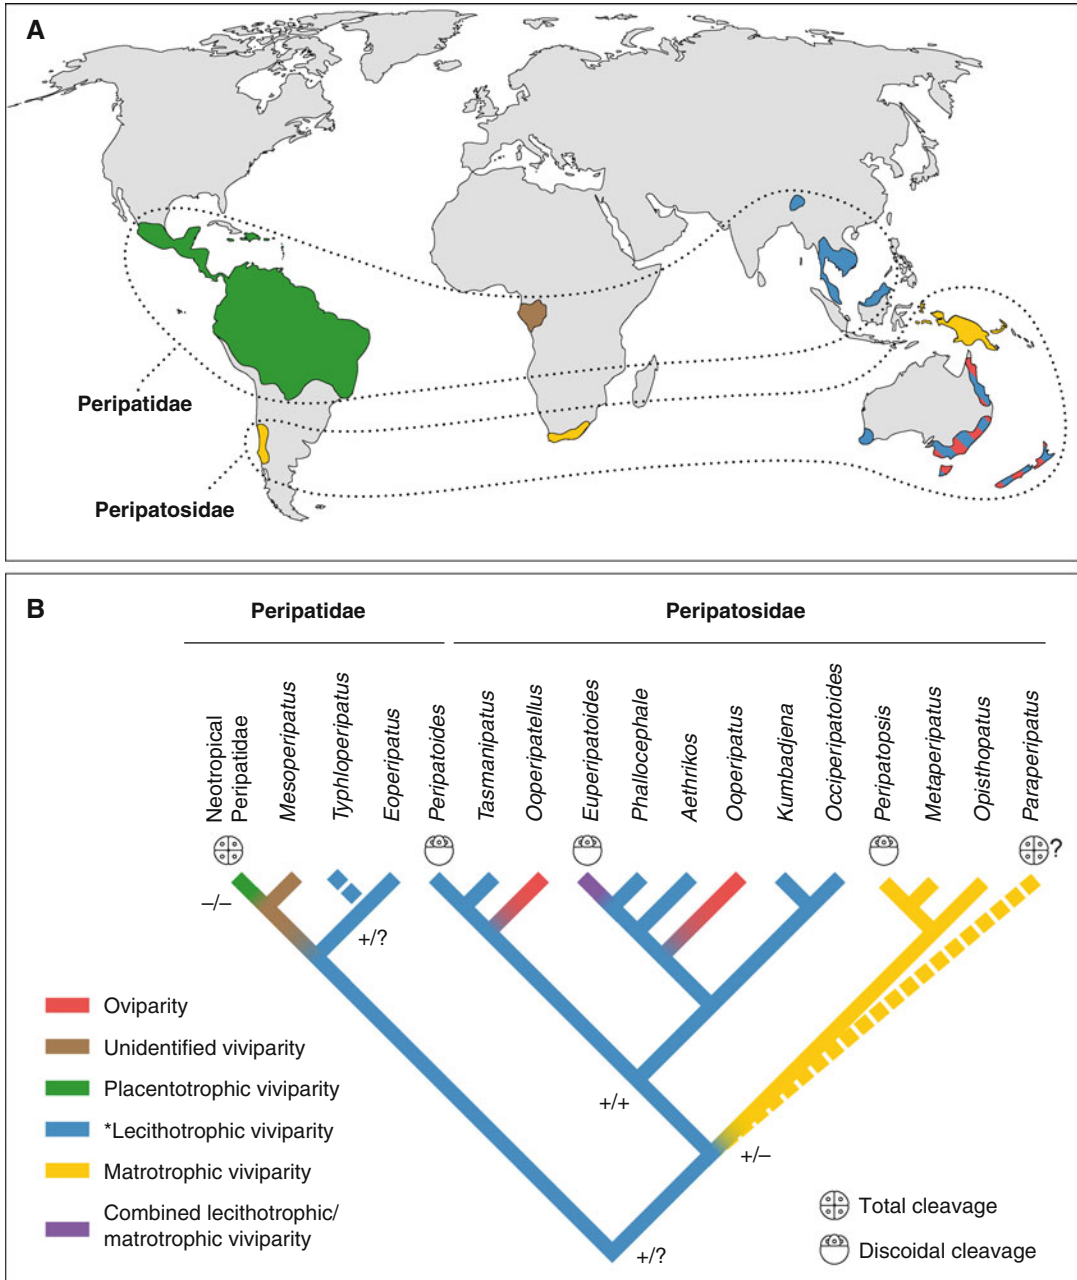 A
Peripatidae
Peripatosidae
B
Peripatidae
Peripatosidae
Neotropical
Peripatidae
Mesoperipatus
Typhloperipatus
Eoperipatus
Peripatoides
Tasmanipatus
Ooperipatellus
Euperipatoides
Phallocephale
Aethrikos
Ooperipatus
Kumbadjena
Occiperipatoides
Peripatopsis
Metaperipatus
Opisthopatus
Paraperipatus
?
–/–
+/?
+/+
+/–
+/?
Oviparity
Unidentified viviparity
Placentotrophic viviparity
*Lecithotrophic viviparity
Matrotrophic viviparity
Combined lecithotrophic/
matrotrophic viviparity
Total cleavage
Discoidal cleavage